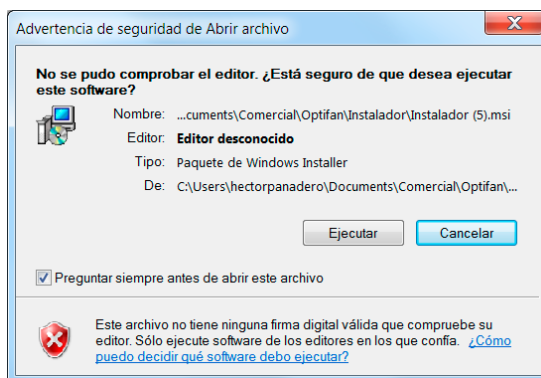 Advertencia de seguridad de Abrir archivo
No se pudo comprobar el editor. ¿Está seguro de que desea ejecutar
este software?
Nombre: ...cuments\Comercial\Optifan\Instalador\Instalador (5).msi
Editor: Editor desconocido
Tipo: Paquete de Windows Installer
De: C:\Users\hectorpanadero\Documents\Comercial\Optifan\...
Ejecutar Cancelar
Preguntar siempre antes de abrir este archivo
Este archivo no tiene ninguna firma digital válida que compruebe su
editor. Sólo ejecute software de los editores en los que confía. ¿Cómo
puedo decidir qué software debo ejecutar?